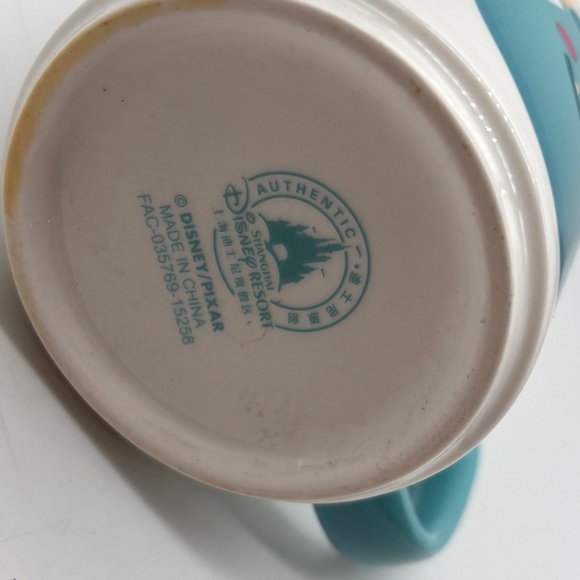 AUTHENTIC
Disney
SHANGHAI
DISNEY RESORT
上海迪士尼度假区
© DISNEY/PIXAR
MADE IN CHINA
FAC-035769-15258